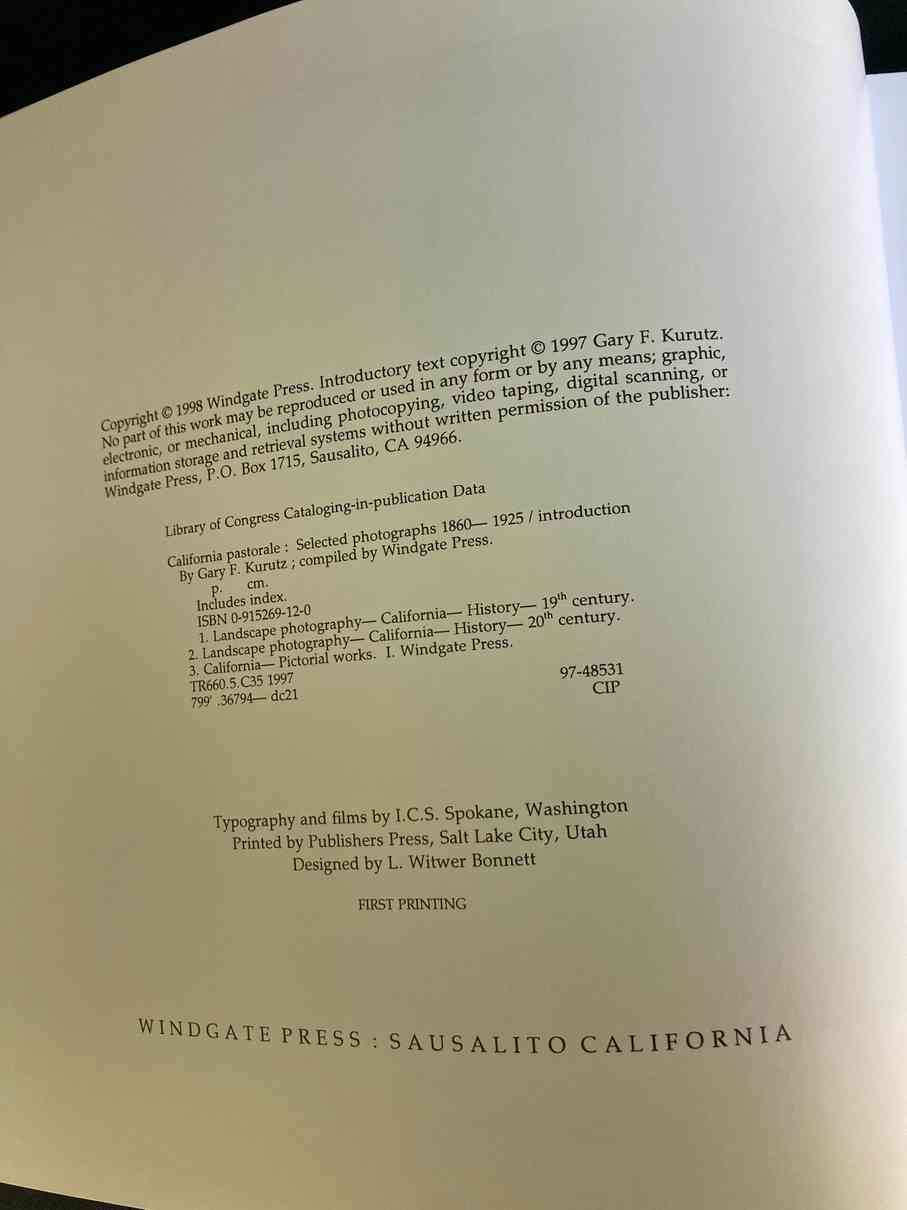 Copyright © 1998 Windgate Press. Introductory text copyright © 1997 Gary F. Kurutz.
No part of this work may be reproduced or used in any form or by any means; graphic,
electronic, or mechanical, including photocopying, video taping, digital scanning, or
information storage and retrieval systems without written permission of the publisher:
Windgate Press, P.O. Box 1715, Sausalito, CA 94966.
Library of Congress Cataloging-in-publication Data
California pastorale : Selected photographs 1860— 1925 / introduction
By Gary F. Kurutz ; compiled by Windgate Press.
p. cm.
Includes index.
ISBN 0-915269-12-0
1. Landscape photography— California— History— 19th century.
2. Landscape photography— California— History— 20th century.
3. California— Pictorial works. I. Windgate Press.
TR660.5.C35 1997
799' .36794— dc21
97-48531
CIP
Typography and films by I.C.S. Spokane, Washington
Printed by Publishers Press, Salt Lake City, Utah
Designed by L. Witwer Bonnett
FIRST PRINTING
WINDGATE PRESS : SAUSALITO CALIFORNIA